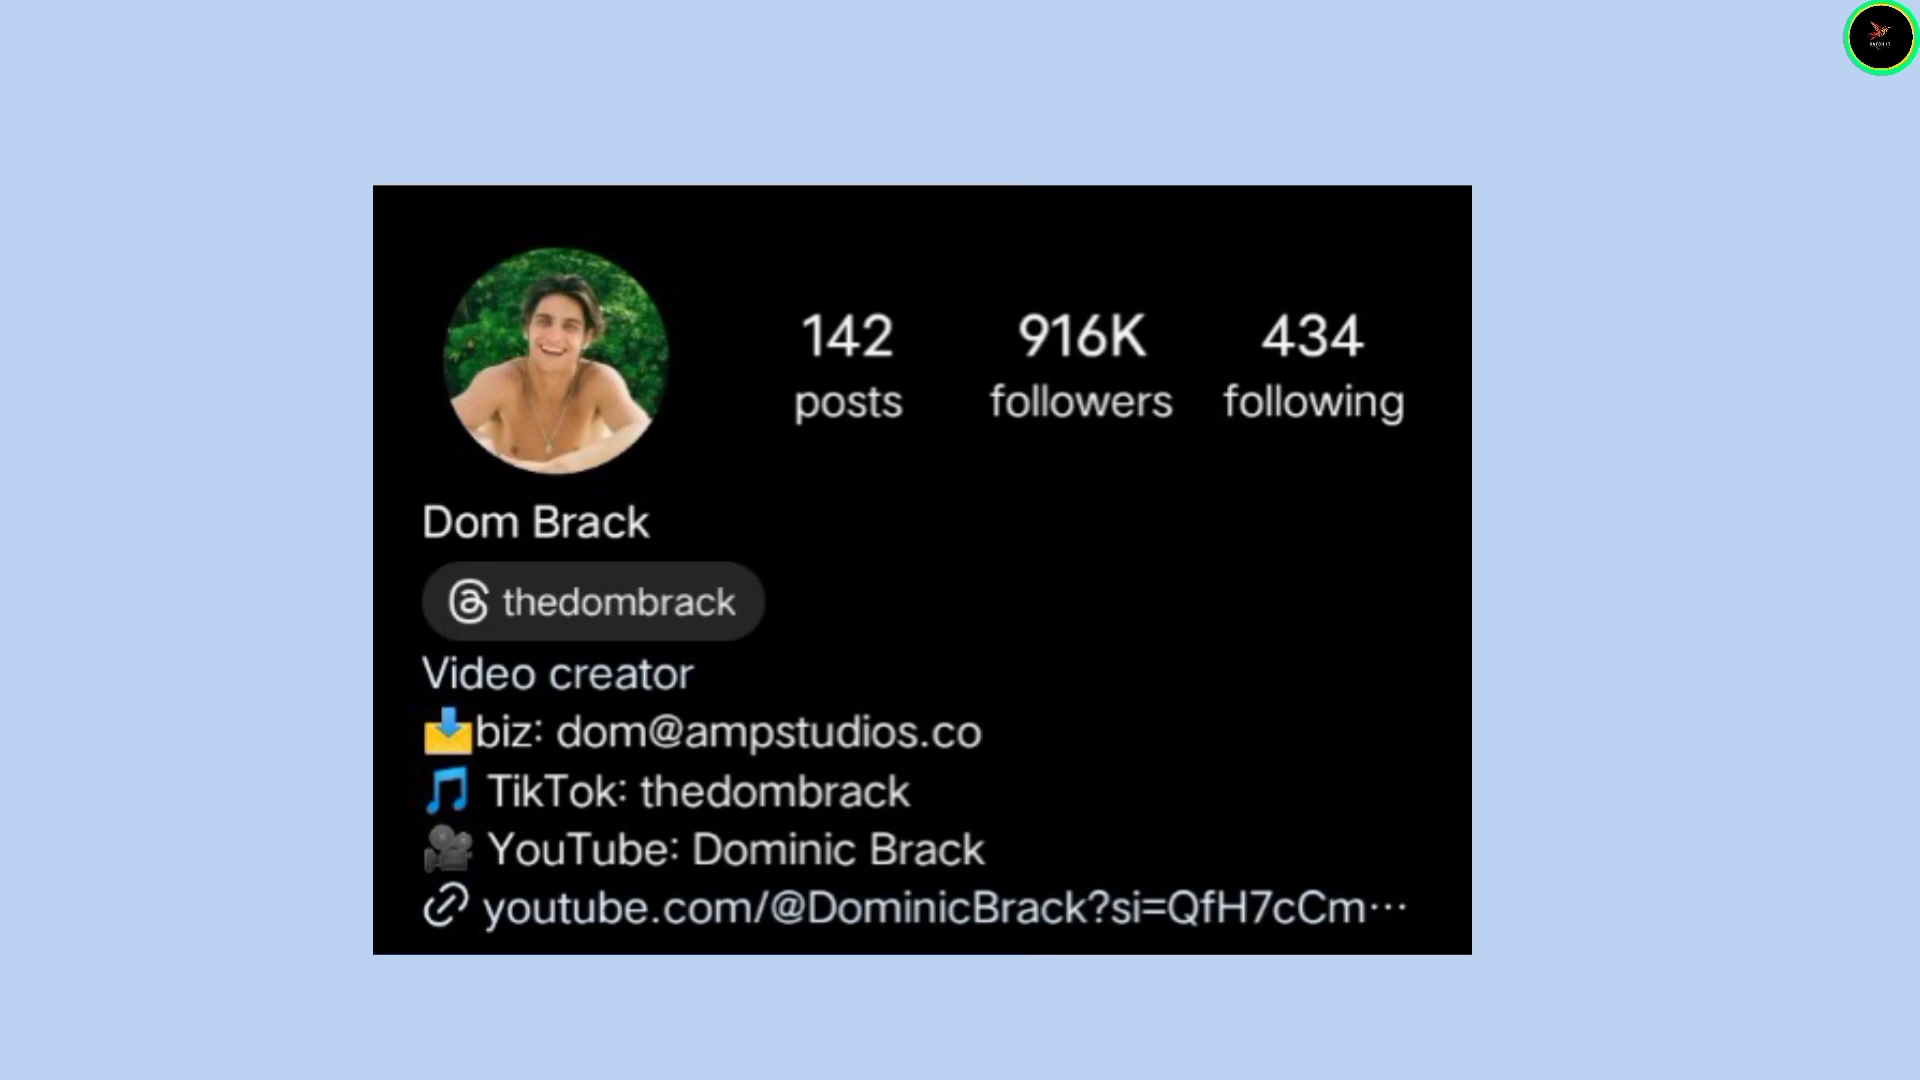 142 916K 434
posts followers following
Dom Brack
thedombrack
Video creator
biz: dom@ampstudios.co
TikTok: thedombrack
YouTube: Dominic Brack
youtube.com/@DominicBrack?si=QfH7cCm...